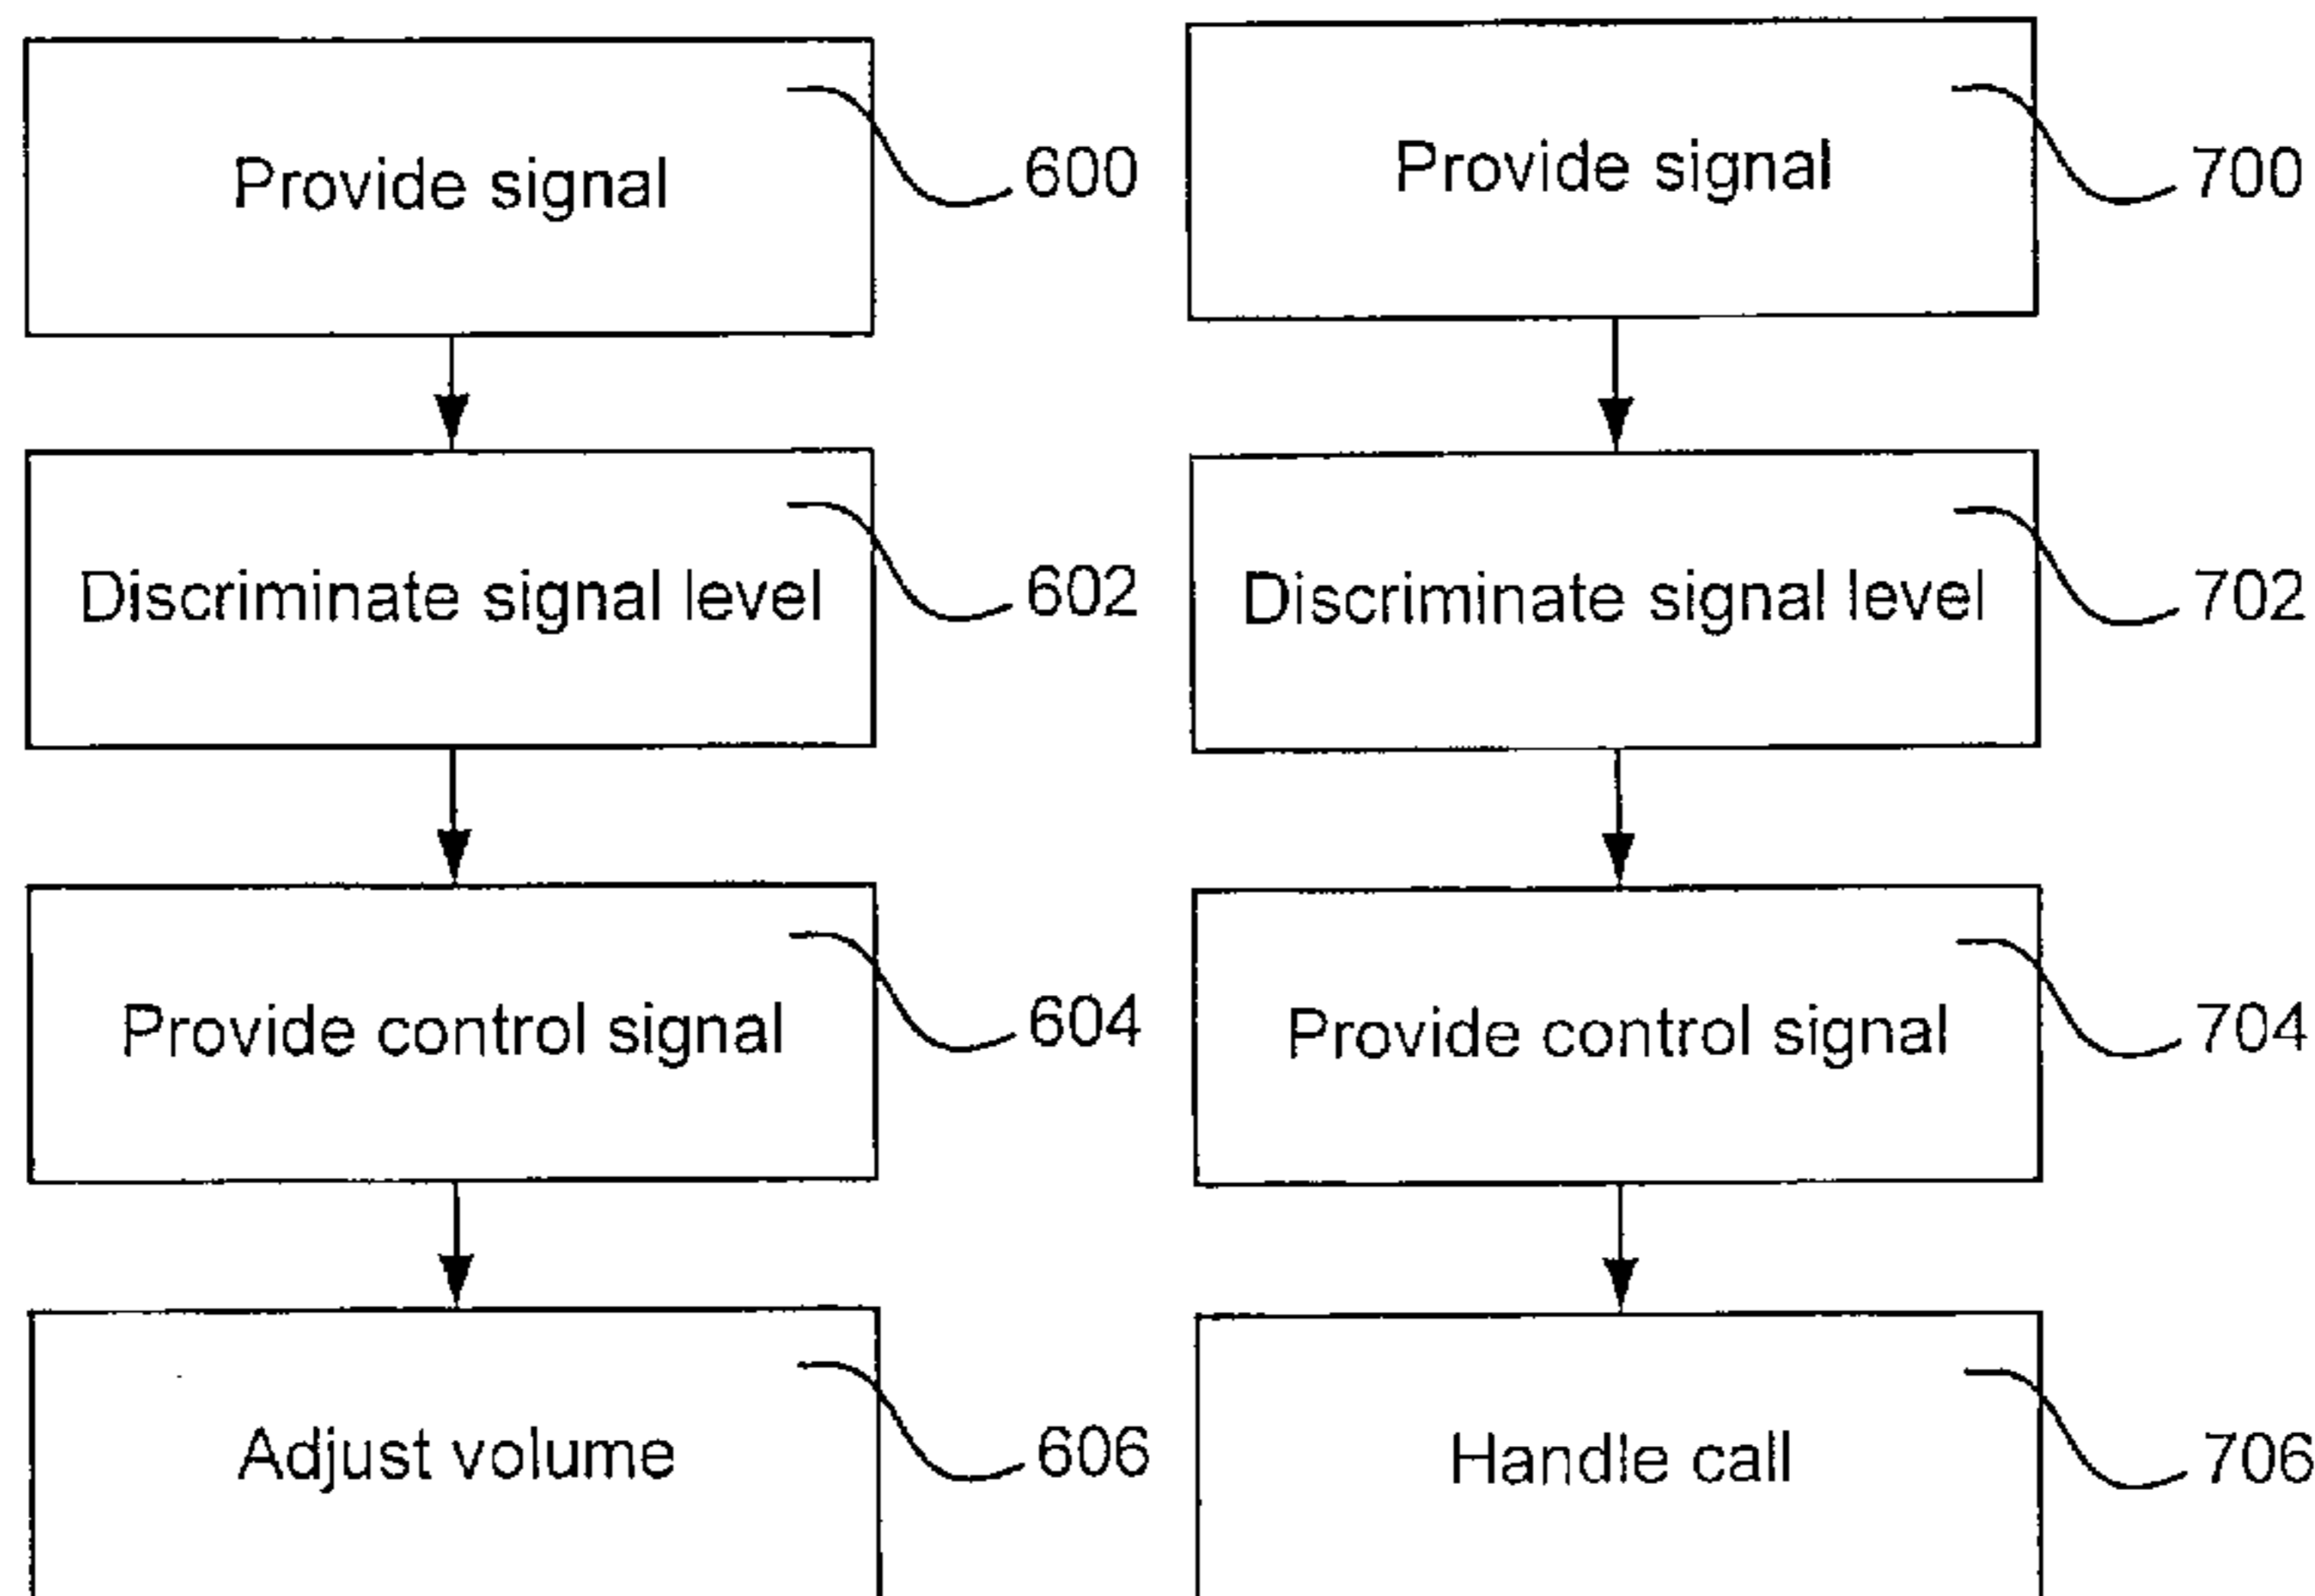 Provide signal
600
Discriminate signal level
602
Provide control signal
604
Adjust volume
606
Provide signal
700
Discriminate signal level
702
Provide control signal
704
Handle call
706